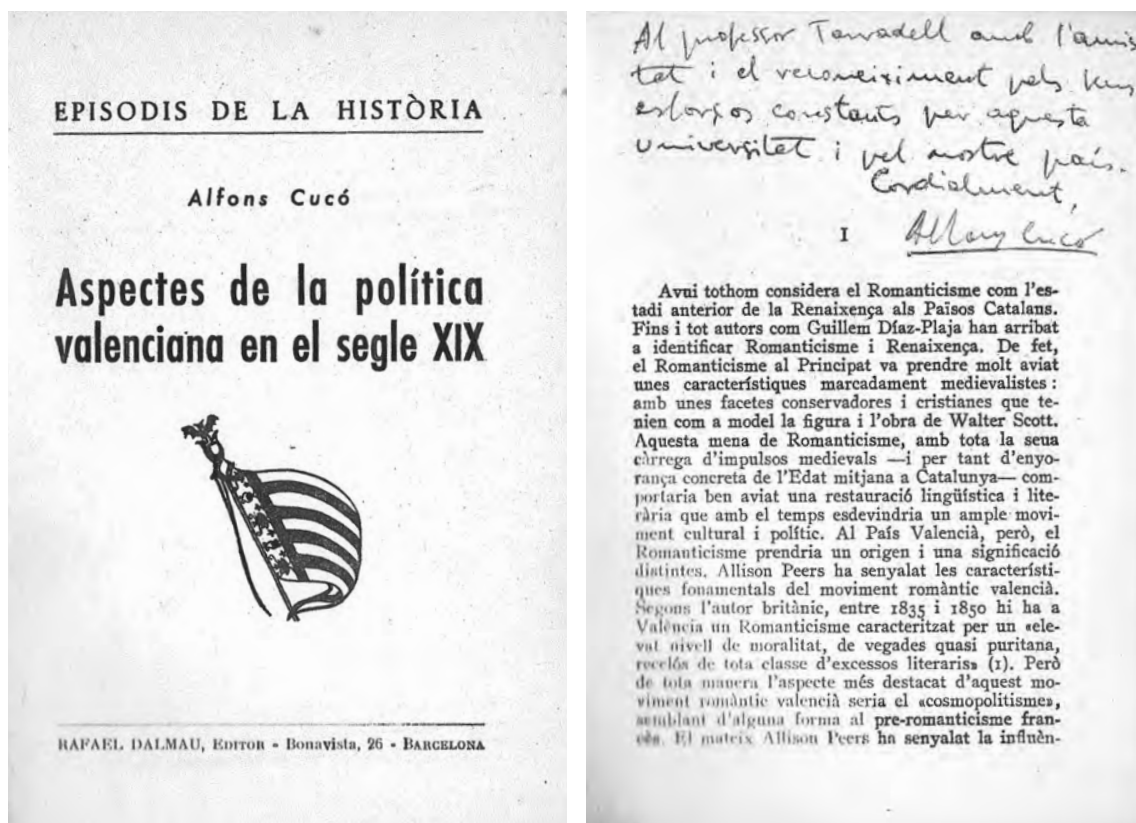 EPISODIS DE LA HISTÒRIA
Alfons Cucó
Aspectes de la política
valenciana en el segle XIX
RAFAEL DALMAU, EDITOR - Bonavista, 26 - BARCELONA
Al professor Tarradell amb l'amis
tat i el reconeixement pels seus
esforços constants per aquesta
universitat i pel nostre país.
Cordialment,
Alfons Cucó
I
Avui tothom considera el Romanticisme com l'es-
tadi anterior de la Renaixença als Països Catalans.
Fins i tot autors com Guillem Díaz-Plaja han arribat
a identificar Romanticisme i Renaixença. De fet,
el Romanticisme al Principat va prendre molt aviat
unes característiques marcadament medievalistes:
amb unes facetes conservadores i cristianes que te-
nien com a model la figura i l'obra de Walter Scott.
Aquesta mena de Romanticisme, amb tota la seua
càrrega d'impulsos medievals —i per tant d'enyo-
rança concreta de l'Edat mitjana a Catalunya— com-
portaria ben aviat una restauració lingüística i lite-
rària que amb el temps esdevindria un ample movi-
ment cultural i polític. Al País Valencià, però, el
Romanticisme prendria un origen i una significació
distintes. Allison Peers ha senyalat les característi-
ques fonamentals del moviment romàntic valencià.
Segons l'autor britànic, entre 1835 i 1850 hi ha a
València un Romanticisme caracteritzat per un «ele-
vat nivell de moralitat, de vegades quasi puritana,
recelós de tota classe d'excessos literaris» (1). Però
de tota manera l'aspecte més destacat d'aquest mo-
viment romàntic valencià seria el «cosmopolitisme»,
semblant d'alguna forma al pre-romanticisme fran-
cés. El mateix Allison Peers ha senyalat la influèn-